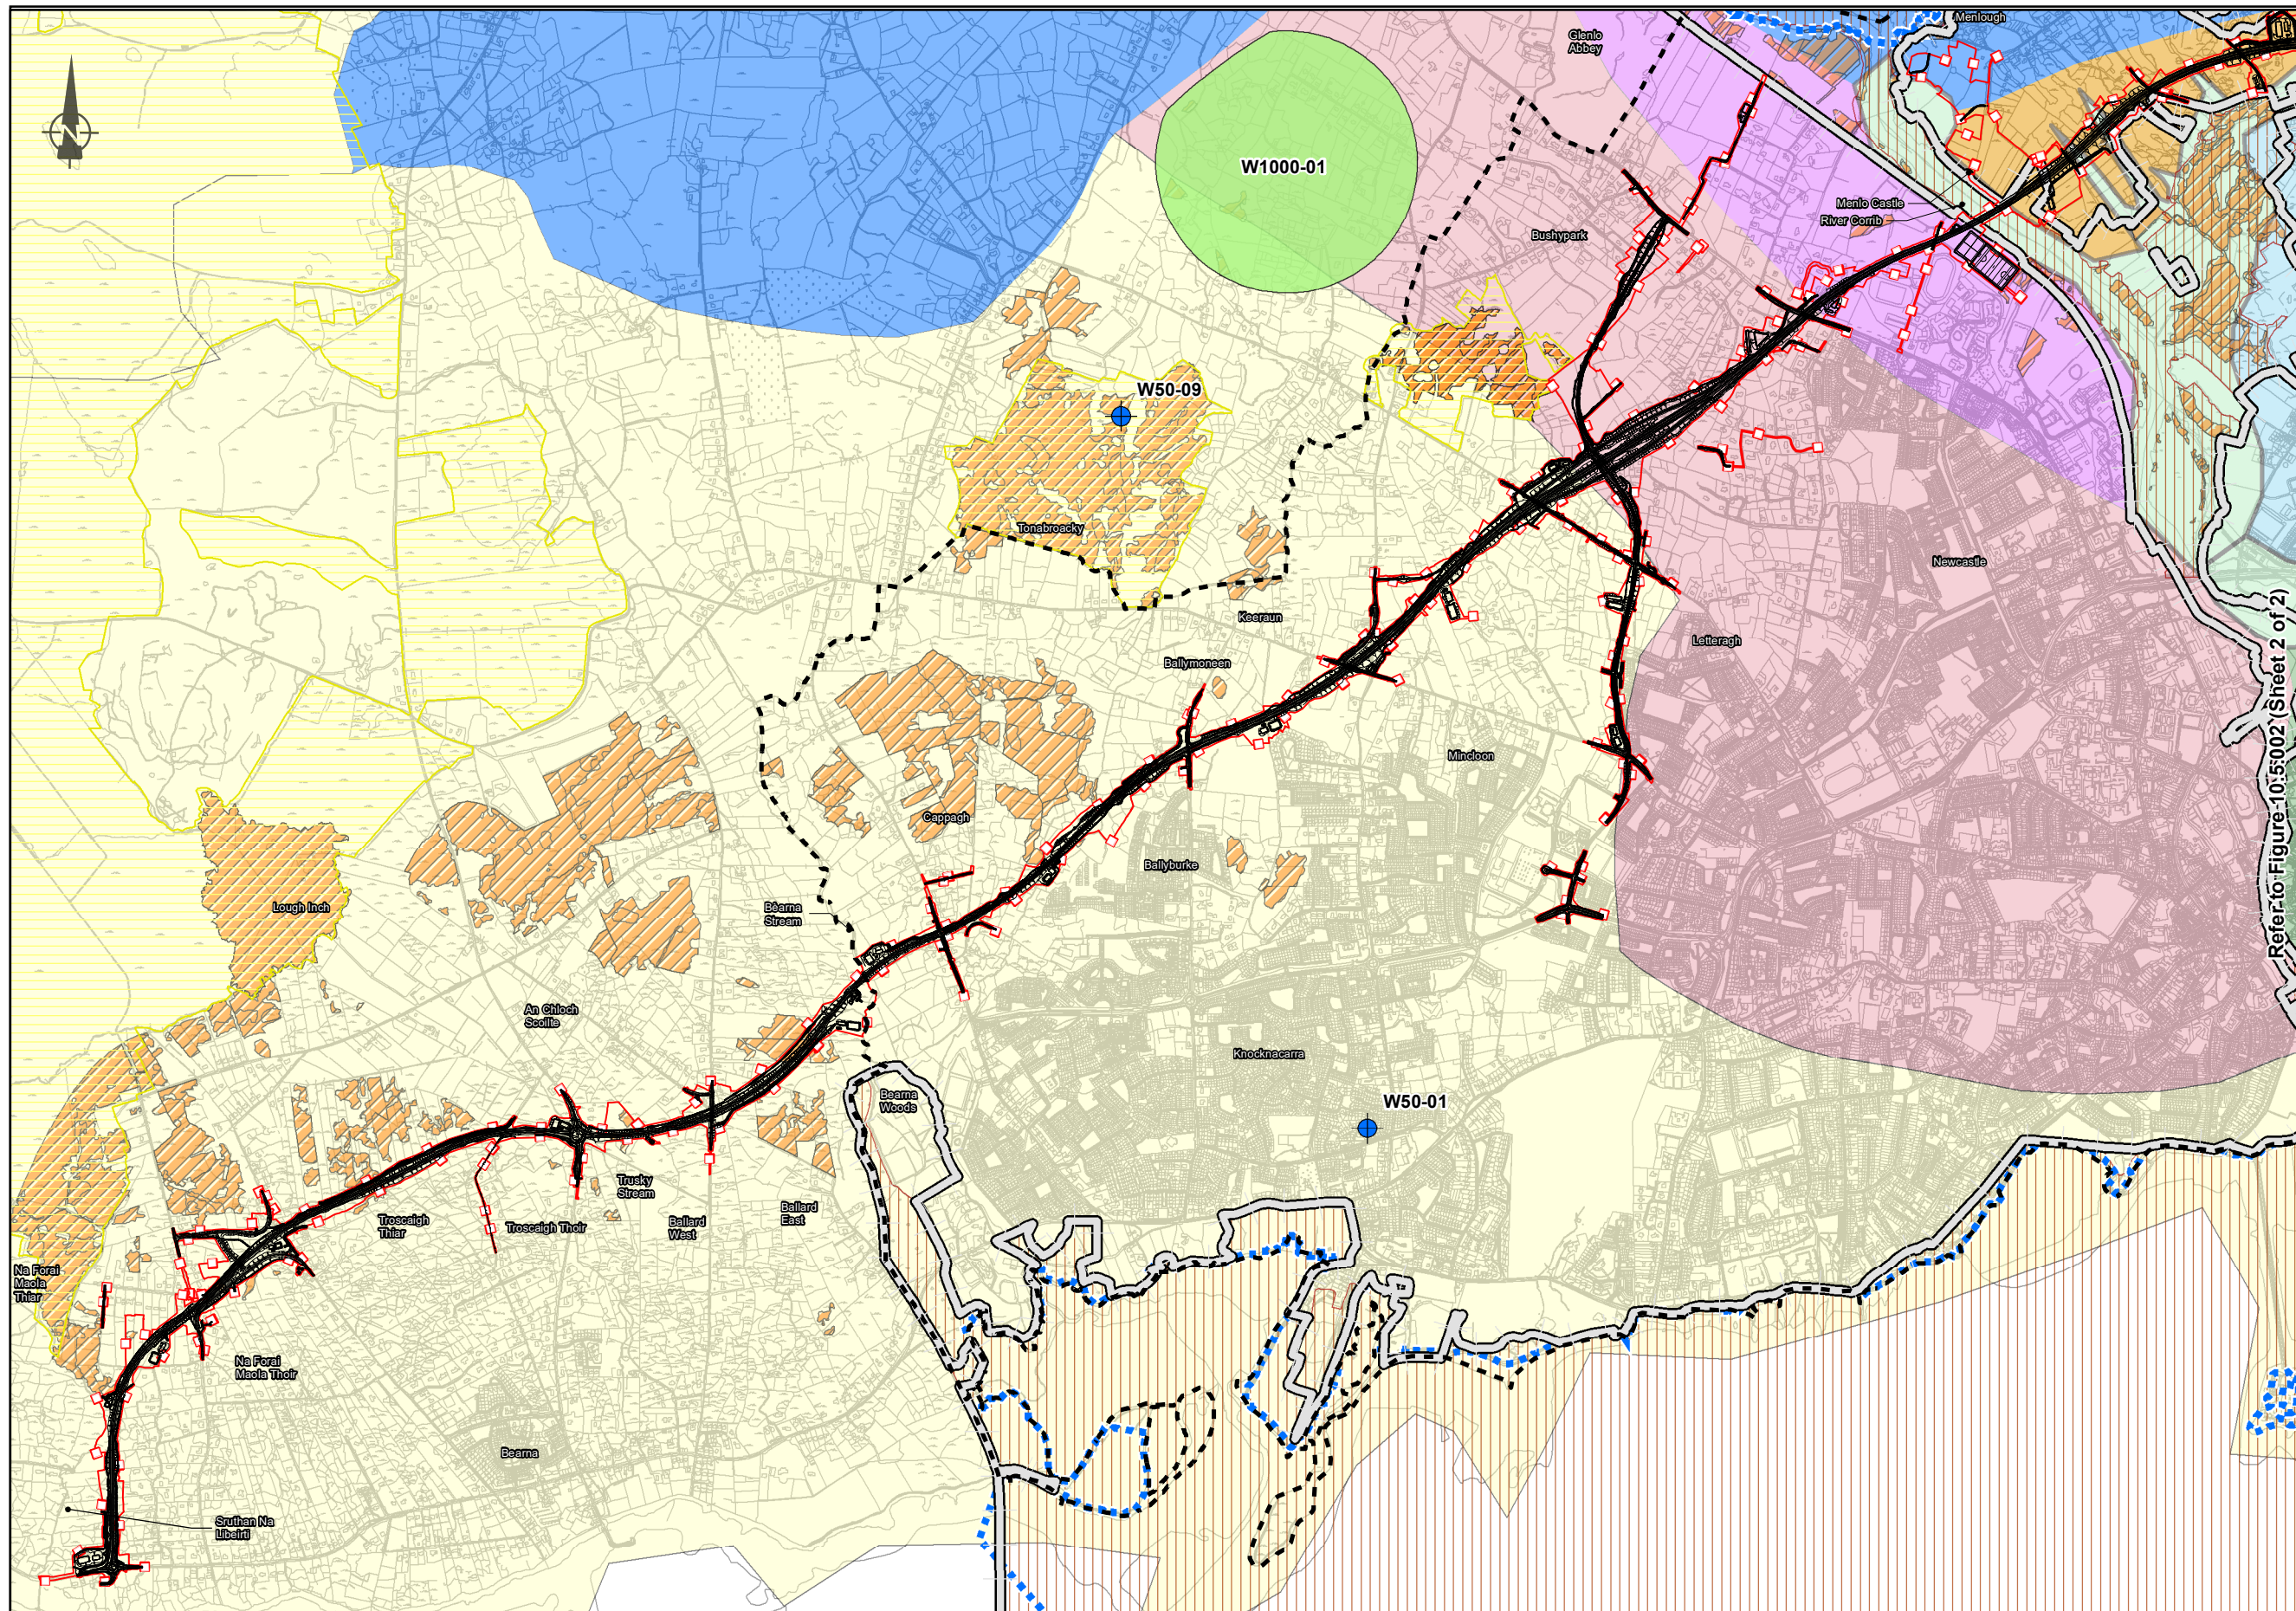 Menlough
Glenlo
Abbey
N
W1000-01
Menlo Castle
River Corrib
Bushypark
W50-09
Tonabroacky
Newcastle
Keeraun
Letteragh
Ballymoneen
Refer to Figure 10.5.002 (Sheet 2 of 2)
Mincloon
Cappagh
Ballyburke
Lough Inch
Bearna
Stream
An Chloch
Scoilte
Knocknacarra
Bearna
Woods
W50-01
Trusky
Stream
Ballard
East
Troscaigh
Thiar
Troscaigh Thoir
Ballard
West
Na Forai
Maola
Thiar
Na Forai
Maola Thoir
Bearna
Sruthan Na
Libeirti